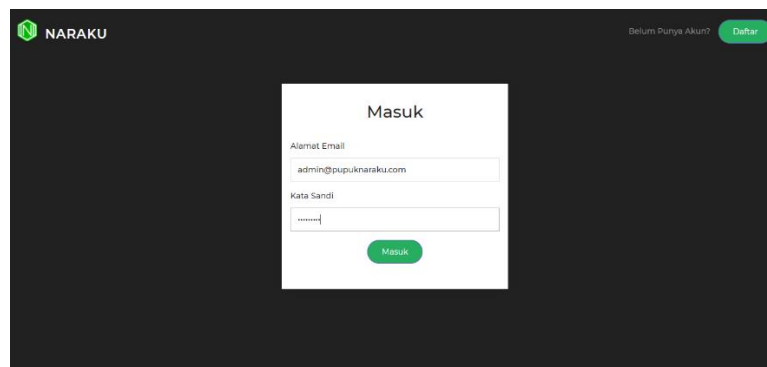 NARAKU
Belum Punya Akun? Daftar
Masuk
Alamat Email
admin@pupuknaraku.com
Kata Sandi
Masuk